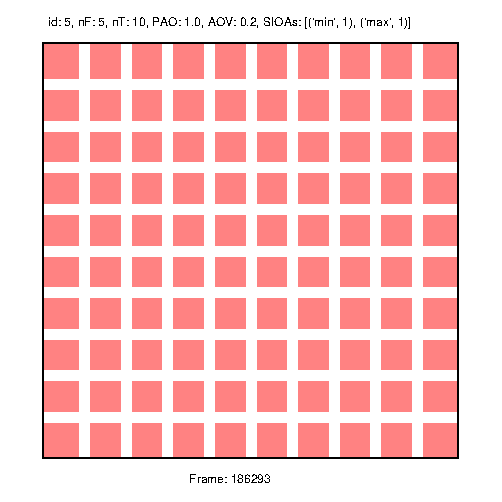 id: 5, nF: 5, nT: 10, PAO: 1.0, AOV: 0.2, SIOAs: [('min', 1), ('max', 1)]
Frame: 186293